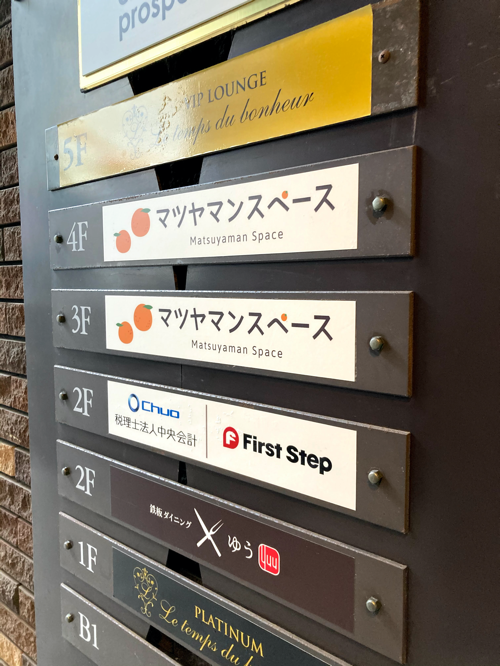 prospe
5F
VIP LOUNGE
Le temps du bonheur
4F
マツヤマンスペース
Matsuyaman Space
3F
マツヤマンスペース
Matsuyaman Space
2F
Chuo
税理士法人中央会計
First Step
2F
鉄板ダイニング
ゆう
yuu
1F
PLATINUM
Le temps du b
B1